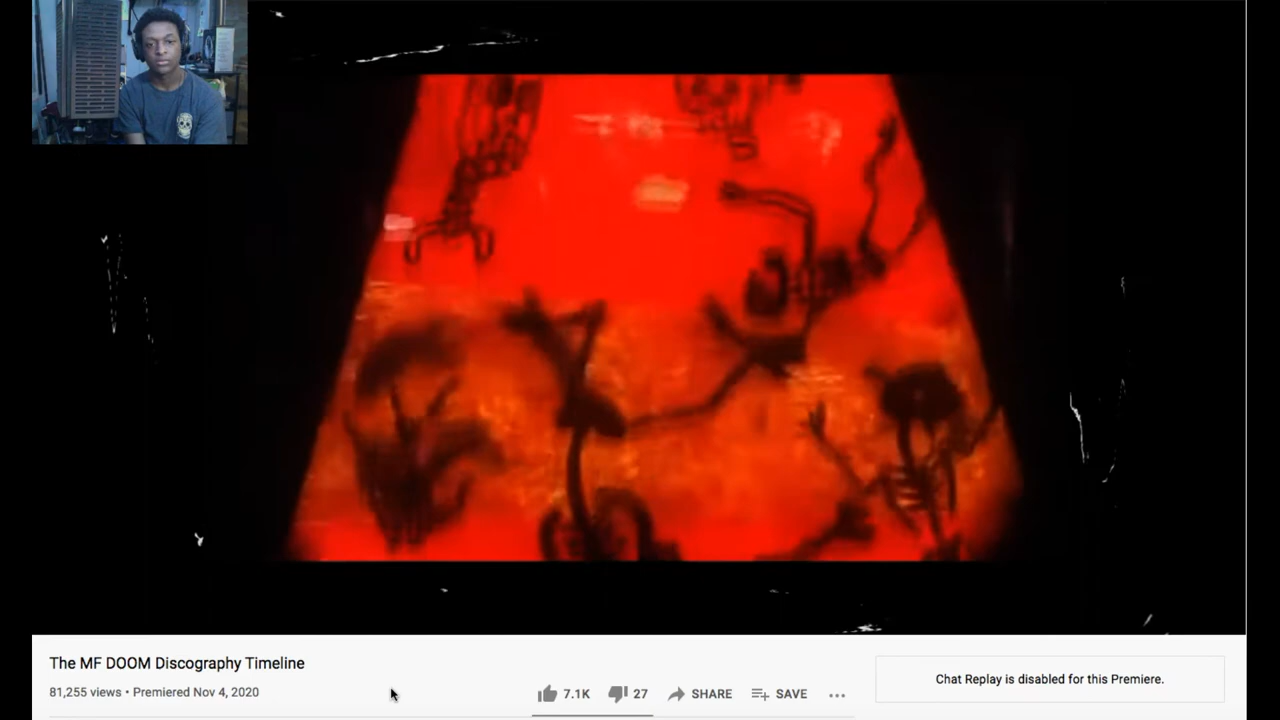 The MF DOOM Discography Timeline
81,255 views • Premiered Nov 4, 2020
7.1K 27 SHARE SAVE
Chat Replay is disabled for this Premiere.